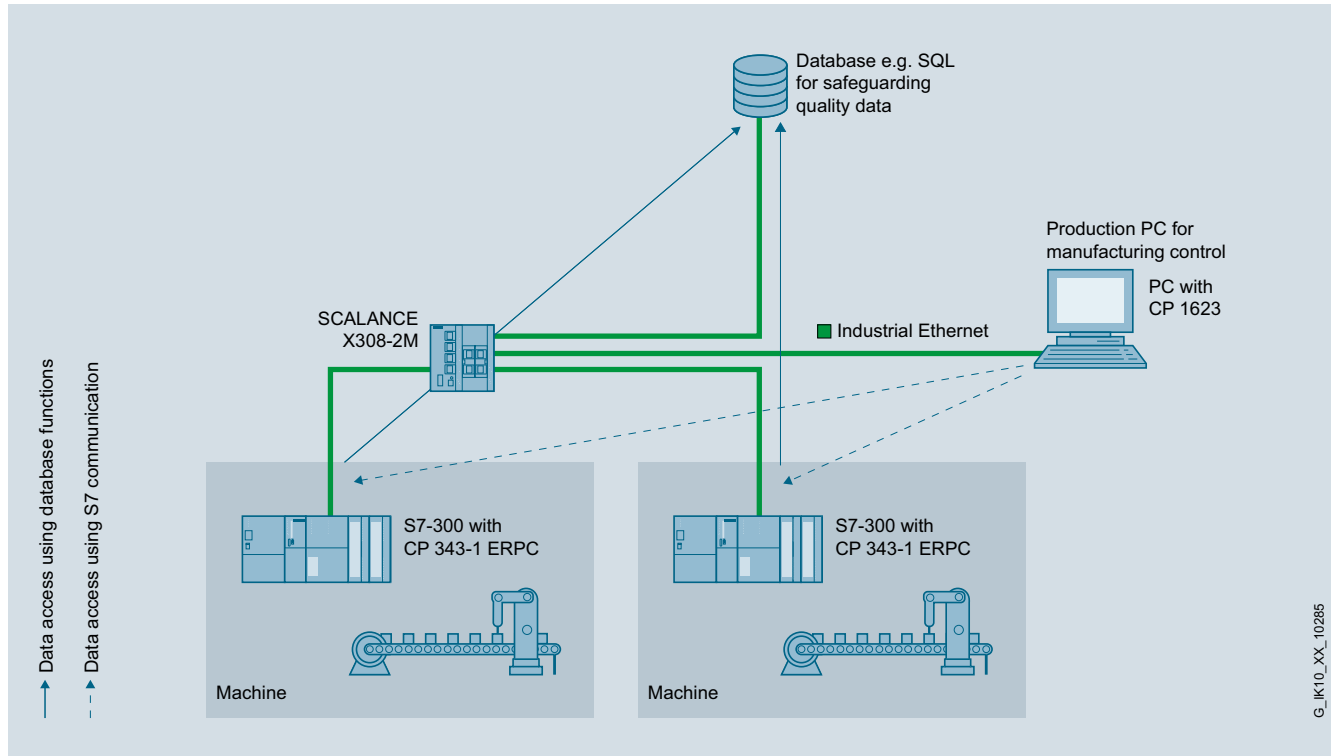 Database e.g. SQL
for safeguarding
quality data
Production PC for
manufacturing control
PC with
CP 1623
SCALANCE
X308-2M
Industrial Ethernet
Data access using database functions
Data access using S7 communication
S7-300 with
CP 343-1 ERPC
S7-300 with
CP 343-1 ERPC
Machine
Machine
G_IK10_XX_10285